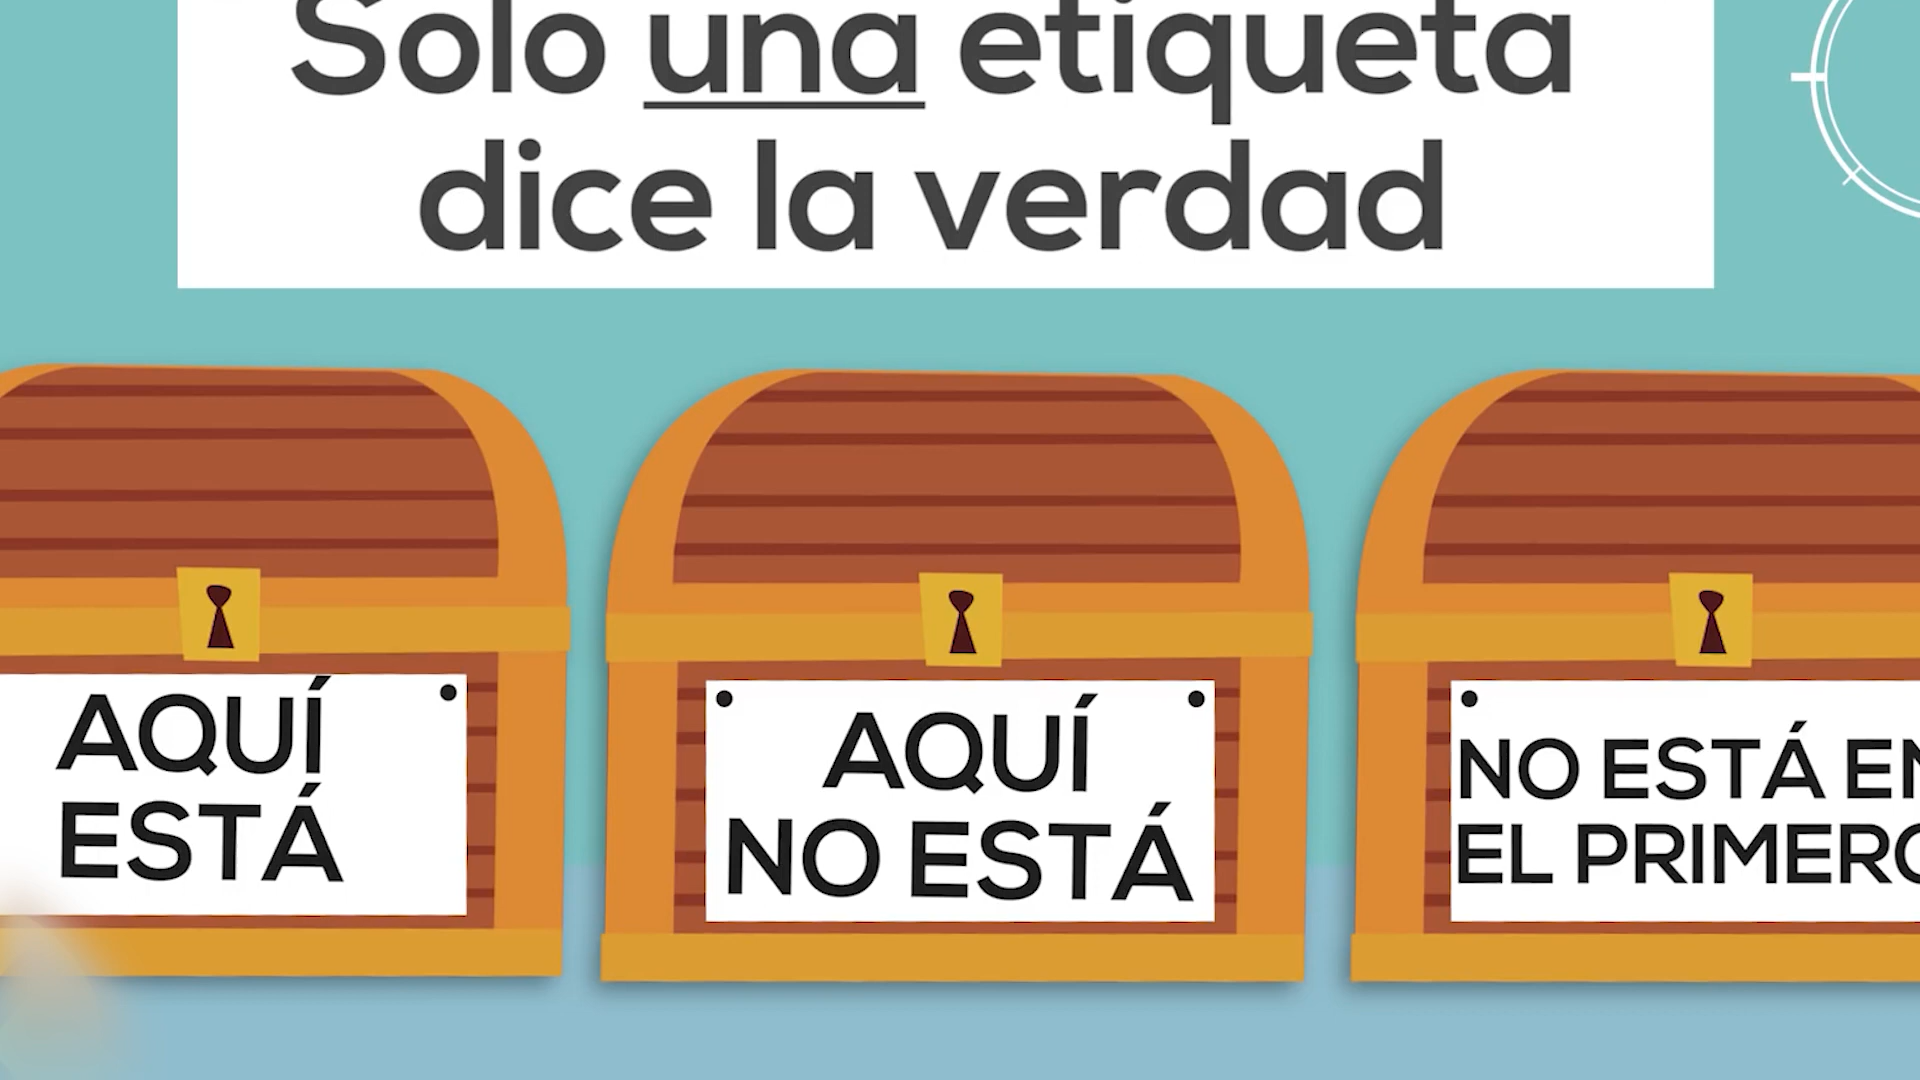 Solo una etiqueta
dice la verdad
AQUÍ
ESTÁ
AQUÍ
NO ESTÁ
NO ESTÁ EN
EL PRIMERO